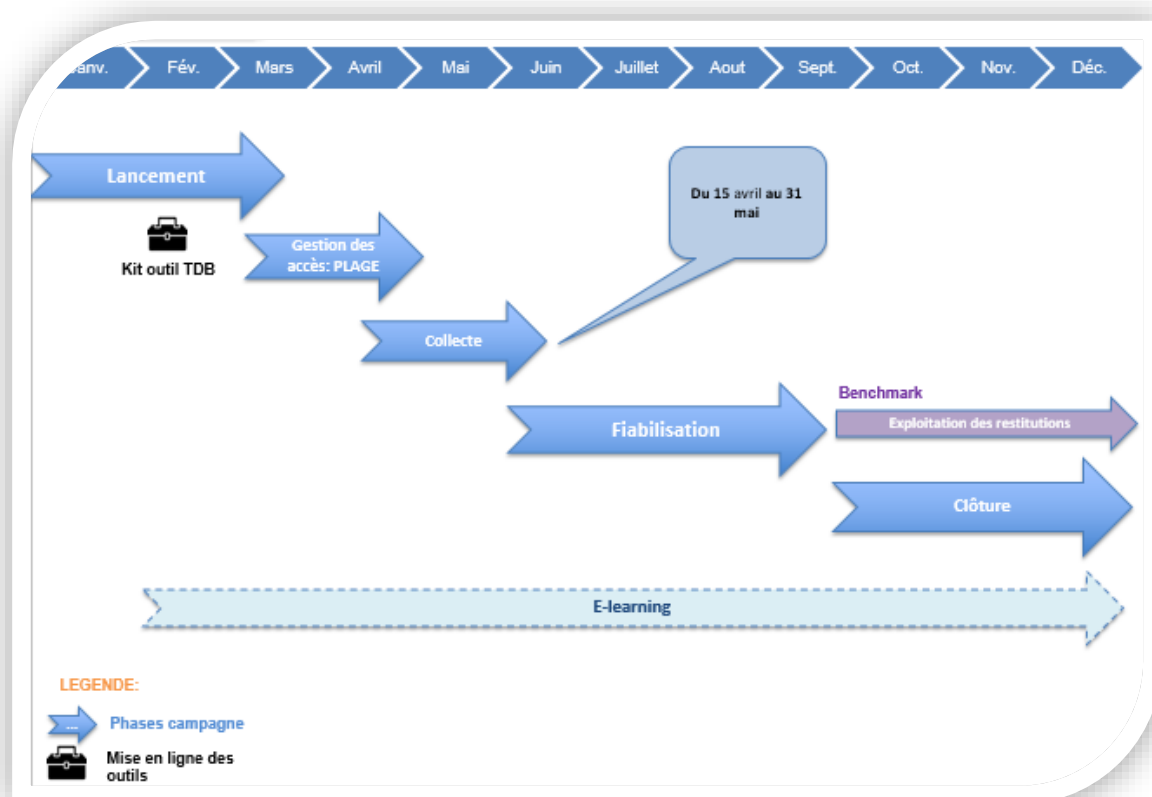 Janv.
Fév.
Mars
Avril
Mai
Juin
Juillet
Aout
Sept.
Oct.
Nov.
Déc.
Lancement
Du 15 avril au 31
mai
Kit outil TDB
Gestion des
accès: PLAGE
Collecte
Benchmark
Exploitation des restitutions
Fiabilisation
Clôture
E-learning
LEGENDE:
... Phases campagne
Mise en ligne des
outils